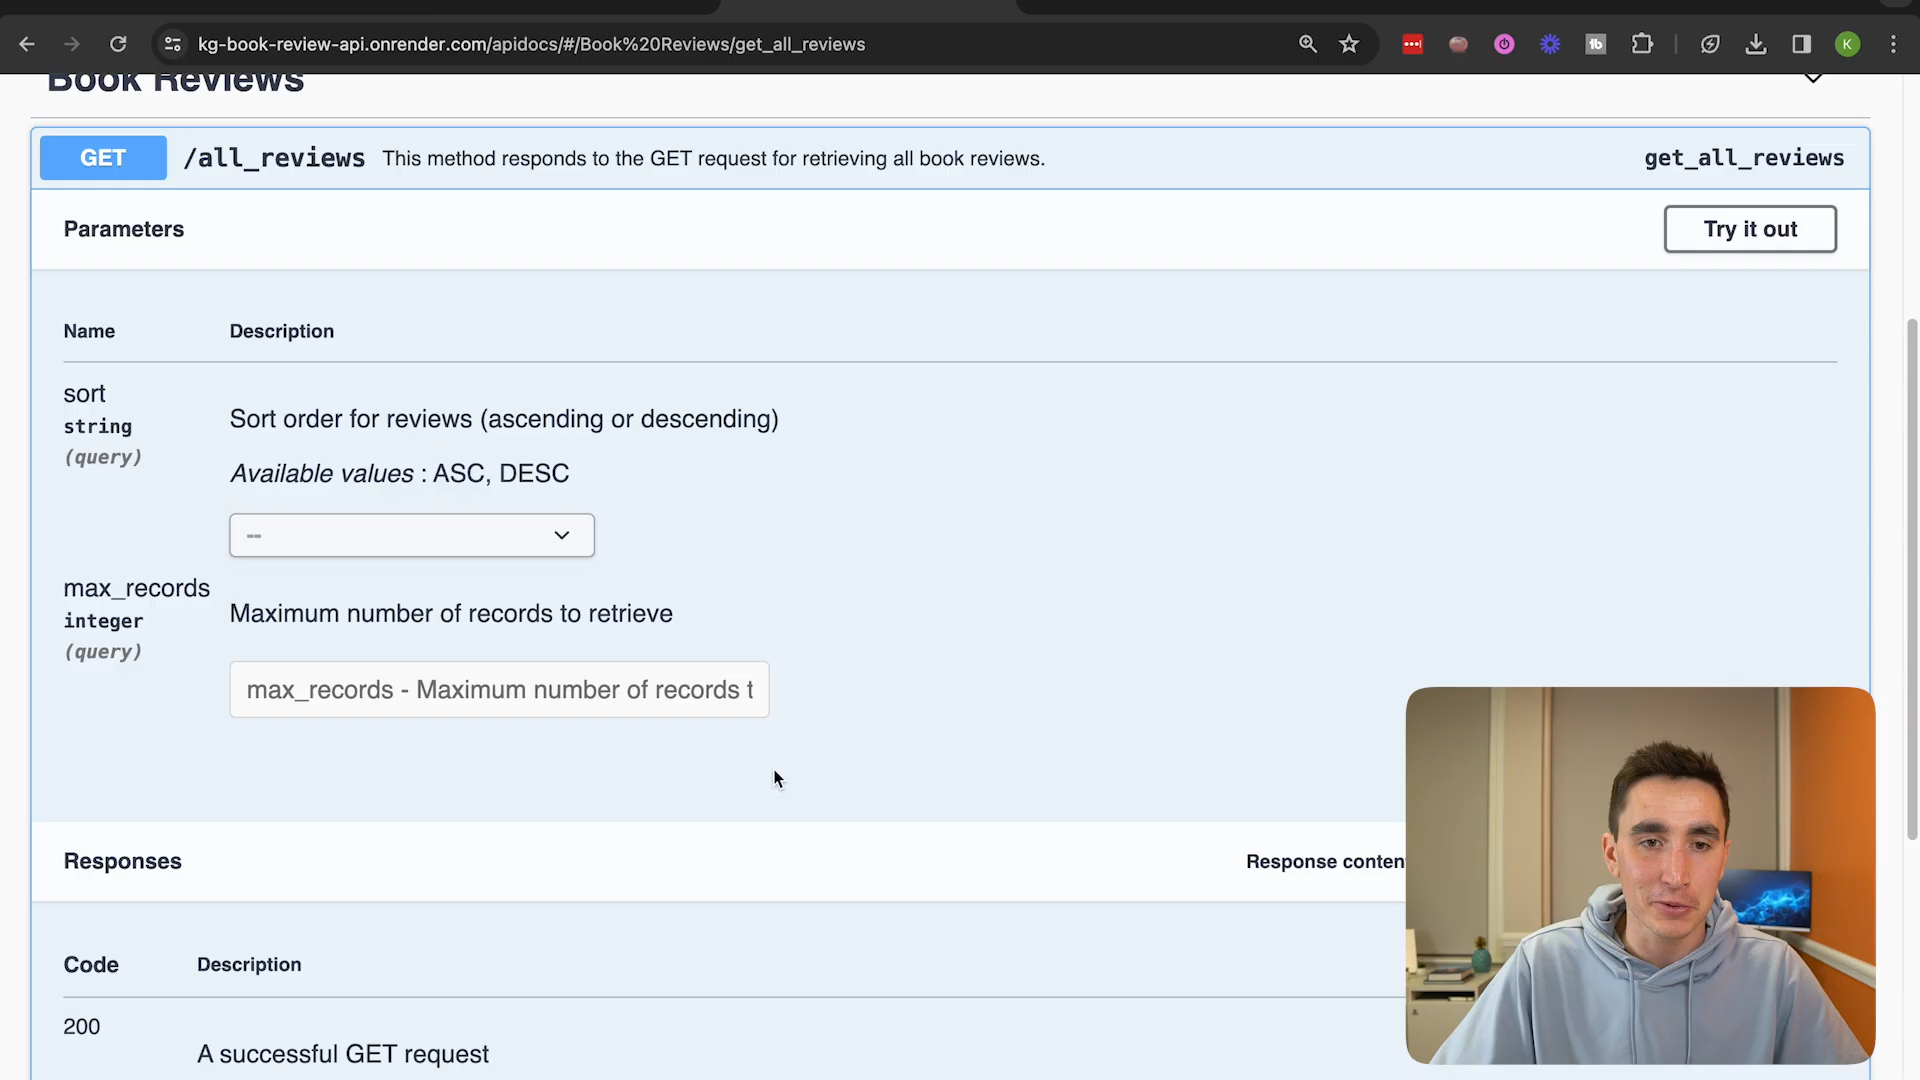 kg-book-review-api.onrender.com/apidocs/#/Book%20Reviews/get_all_reviews
K
Book Reviews
GET /all_reviews This method responds to the GET request for retrieving all book reviews. get_all_reviews
Parameters
Try it out
Name Description
sort
string
(query)
Sort order for reviews (ascending or descending)
Available values : ASC, DESC
--
max_records
integer
(query)
Maximum number of records to retrieve
max_records - Maximum number of records t
Responses
Response conten
Code Description
200
A successful GET request